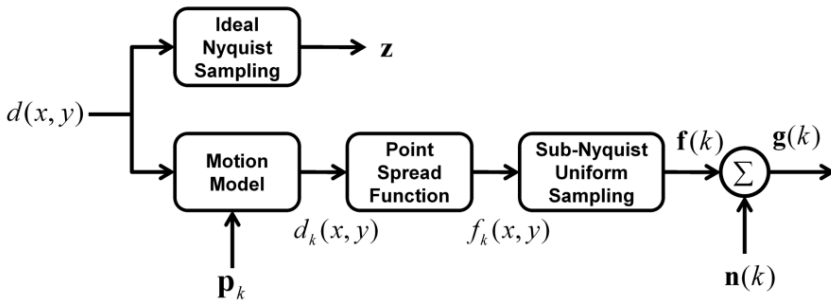 Ideal
Nyquist
Sampling
z
d(x, y)
Motion
Model
Point
Spread
Function
Sub-Nyquist
Uniform
Sampling
f(k)
Σ
g(k)
d_k(x, y)
f_k(x, y)
p_k
n(k)